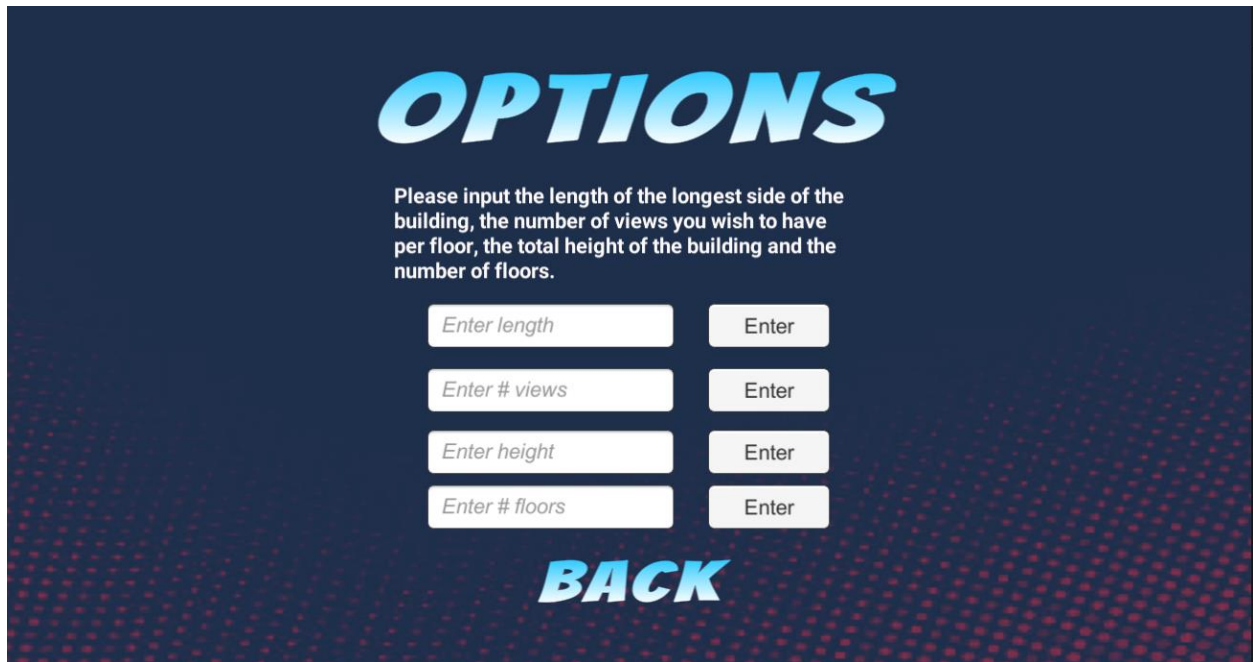 OPTIONS
Please input the length of the longest side of the
building, the number of views you wish to have
per floor, the total height of the building and the
number of floors.
Enter length Enter
Enter # views Enter
Enter height Enter
Enter # floors Enter
BACK